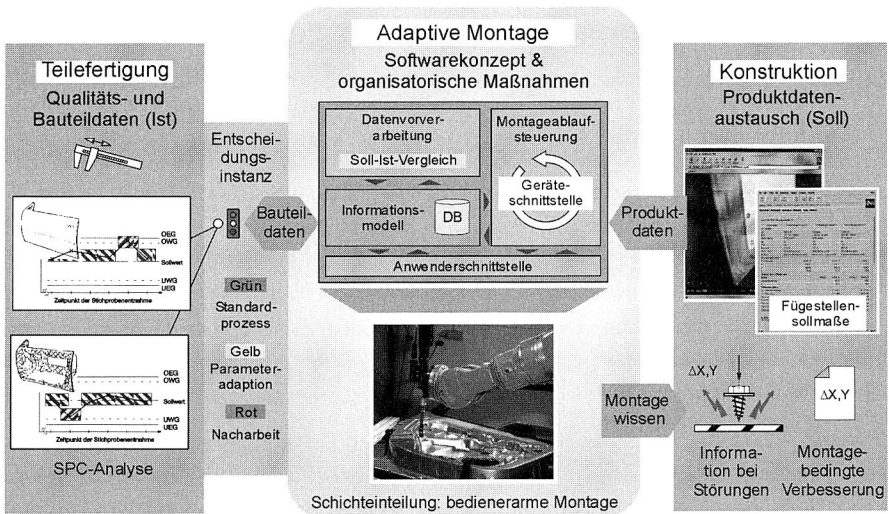 Teilefertigung
Qualitäts- und
Bauteildaten (Ist)
OEG
OWG
Sollwert
UWG
UEG
Zeitpunkt der Stichprobenentnahme
OEG
OWG
Sollwert
UWG
UEG
Zeitpunkt der Stichprobenentnahme
SPC-Analyse
Entschei-
dungs-
instanz
Grün
Standard-
prozess
Gelb
Parameter-
adaption
Rot
Nacharbeit
Bauteil-
daten
Adaptive Montage
Softwarekonzept &
organisatorische Maßnahmen
Datenvorver-
arbeitung
Soll-Ist-Vergleich
Informations-
modell
DB
Montageablauf-
steuerung
Geräte-
schnittstelle
Anwenderschnittstelle
Schichteinteilung: bedienerarme Montage
Produkt-
daten
Montage
wissen
Konstruktion
Produktdaten-
austausch (Soll)
Fügestellen-
sollmaße
ΔX,Y
ΔX,Y
Informa-
tion bei
Störungen
Montage-
bedingte
Verbesserung